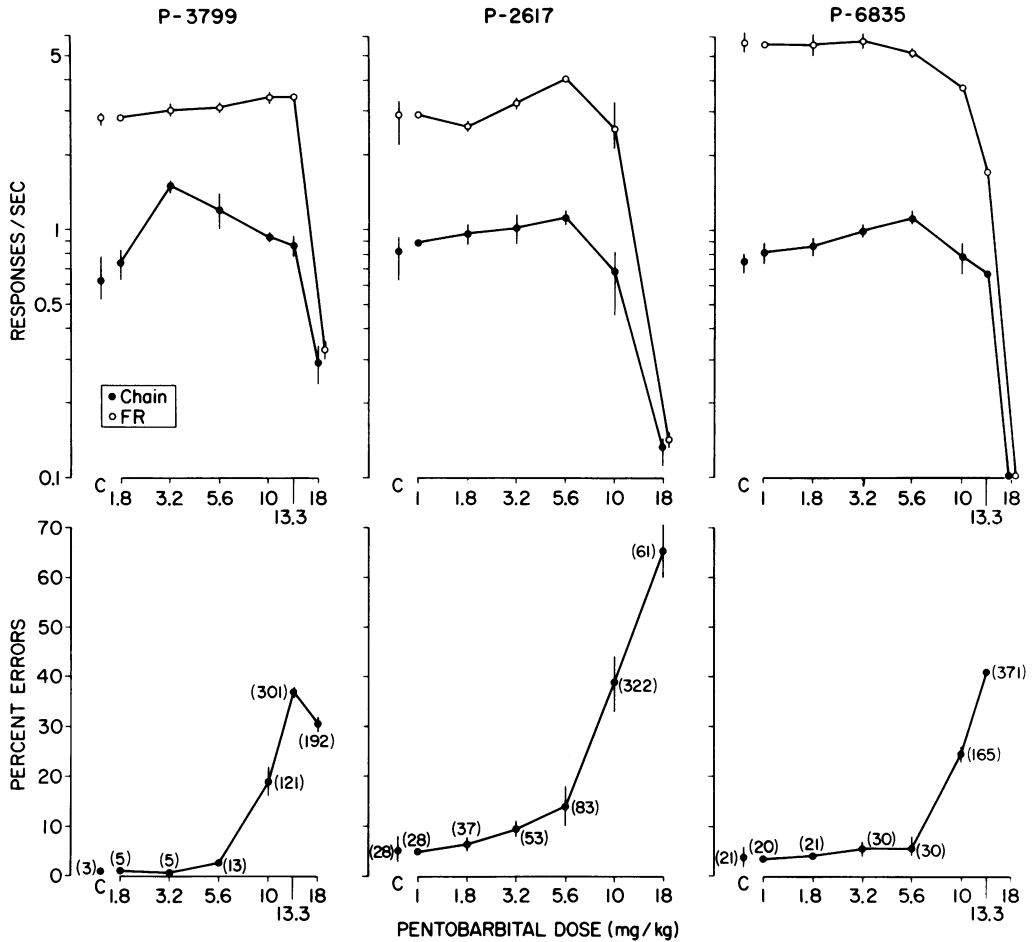 P-3799 P-2617 P-6835
RESPONSES/SEC
5
1
0.5
0.1
Chain
FR
C 1.8 3.2 5.6 10 18
13.3
C 1 1.8 3.2 5.6 10 18
C 1 1.8 3.2 5.6 10 18
13.3
PERCENT ERRORS
70
60
50
40
30
20
10
0
(3) (5) (5) (13) (121) (301) (192)
(28) (28) (37) (53) (83) (322) (61)
(21) (20) (21) (30) (30) (165) (371)
C 1.8 3.2 5.6 10 18
13.3
C 1 1.8 3.2 5.6 10 18
C 1 1.8 3.2 5.6 10 18
13.3
PENTOBARBITAL DOSE (mg/kg)